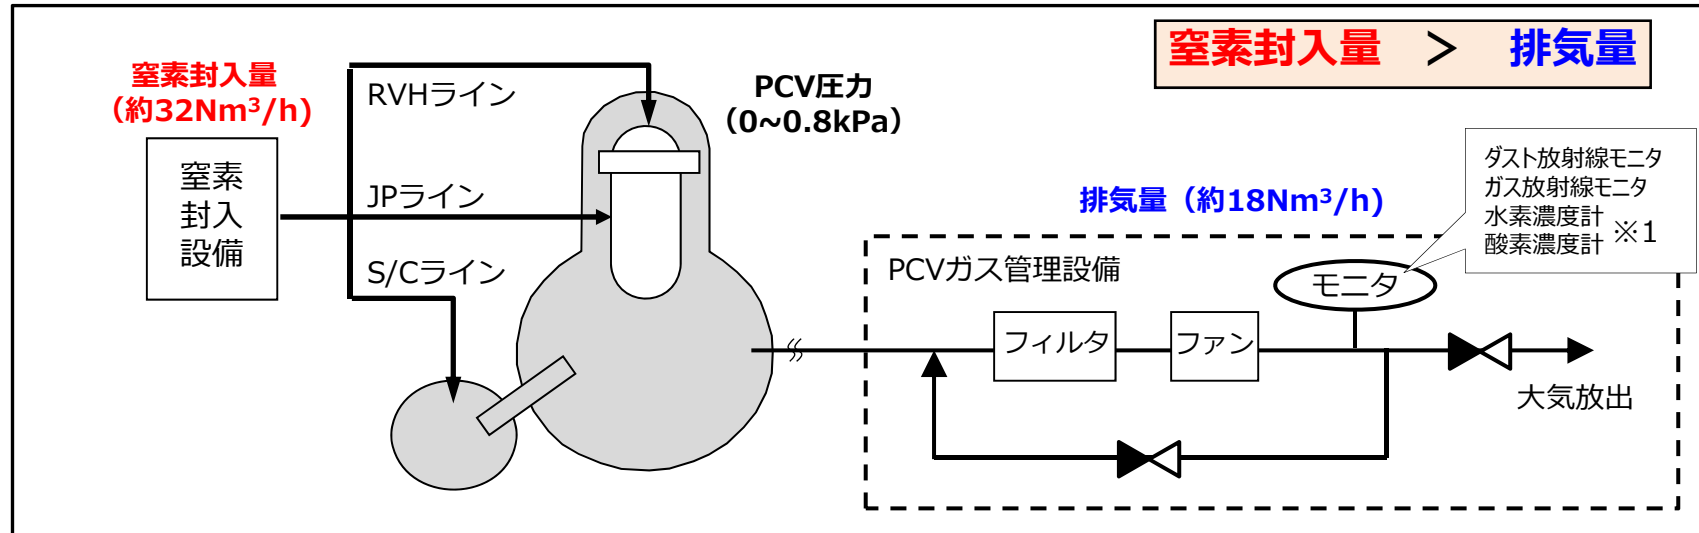 窒素封入量 > 排気量
窒素封入量
（約32Nm³/h）
RVHライン
PCV圧力
（0~0.8kPa）
窒素
封入
設備
JPライン
S/Cライン
排気量（約18Nm³/h）
ダスト放射線モニタ
ガス放射線モニタ
水素濃度計
酸素濃度計 ※1
PCVガス管理設備
モニタ
フィルタ
ファン
大気放出